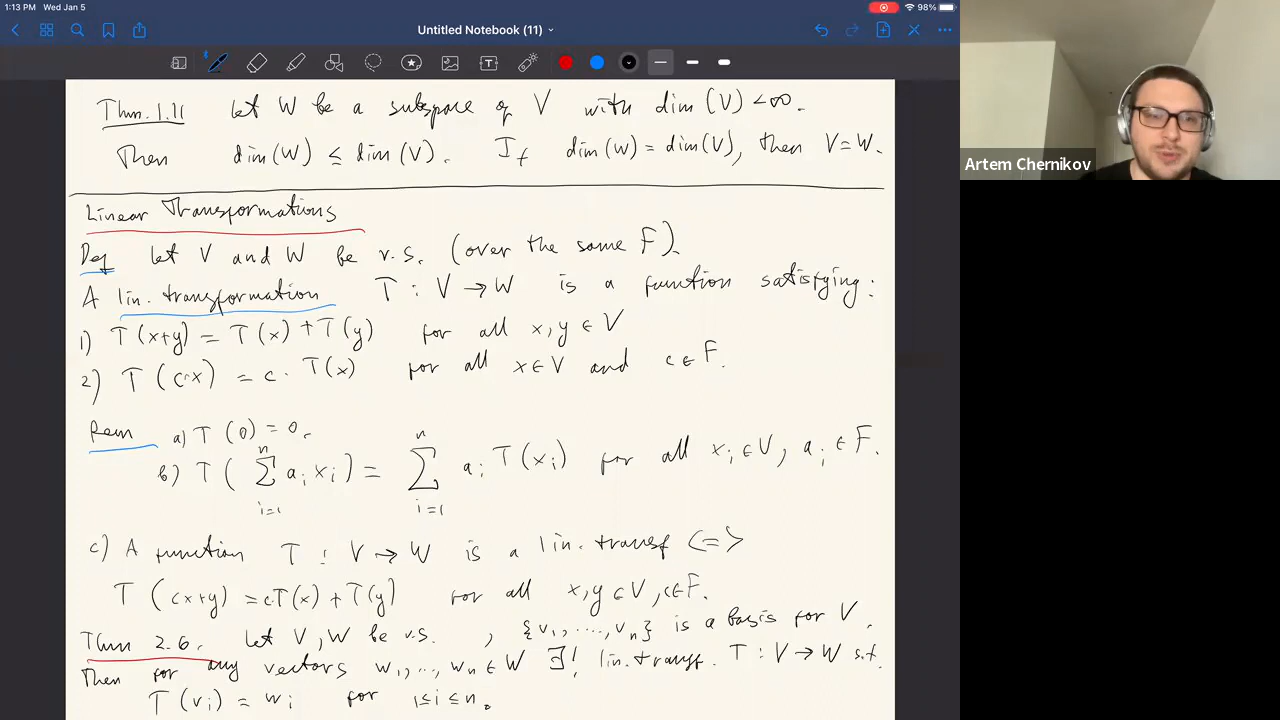 1:13 PM Wed Jan 5
98%
Untitled Notebook (11)
Artem Chernikov
Thm. 1.11 Let W be a subspace of V with dim(V) < ∞.
Then dim(W) ≤ dim(V). If dim(W) = dim(V), then V = W.
Linear Transformations
Def Let V and W be v.s. (over the same F).
A lin. transformation T : V → W is a function satisfying:
1) T(x+y) = T(x) + T(y) for all x, y ∈ V
2) T(c·x) = c · T(x) for all x ∈ V and c ∈ F.
Rem a) T(0) = 0.
b) T(∑_{i=1}^{n} a_i x_i) = ∑_{i=1}^{n} a_i T(x_i) for all x_i ∈ V, a_i ∈ F.
c) A function T : V → W is a lin. transf <=>
T(cx+y) = c.T(x) + T(y) for all x, y ∈ V, c ∈ F.
Thm 2.6. Let V, W be v.s. , {v_1, ..., v_n} is a basis for V.
Then for any vectors w_1, ..., w_n ∈ W ∃! lin. transf. T : V → W s.t.
T(v_i) = w_i for 1 ≤ i ≤ n.